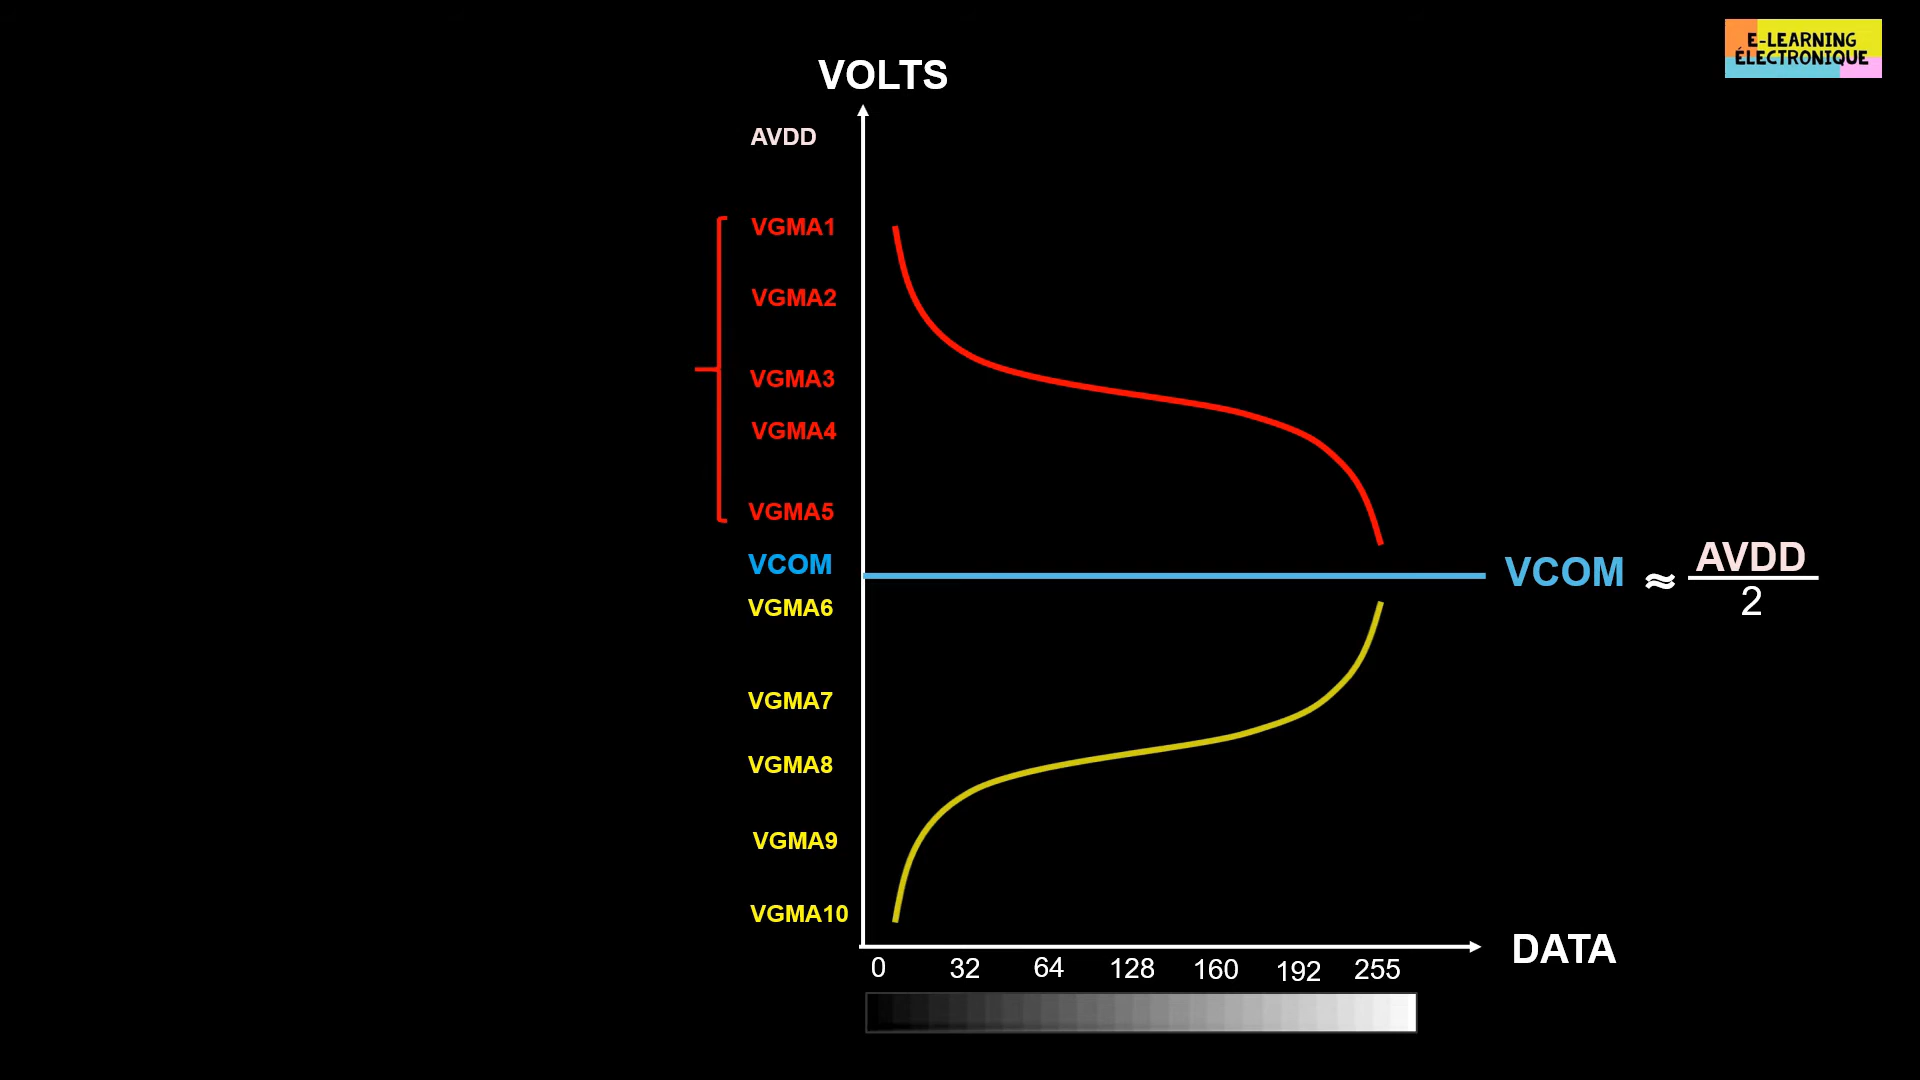 E-LEARNING
ÉLECTRONIQUE
VOLTS
AVDD
VGMA1
VGMA2
VGMA3
VGMA4
VGMA5
VCOM
VGMA6
VGMA7
VGMA8
VGMA9
VGMA10
VCOM ≈ AVDD
2
DATA
0 32 64 128 160 192 255